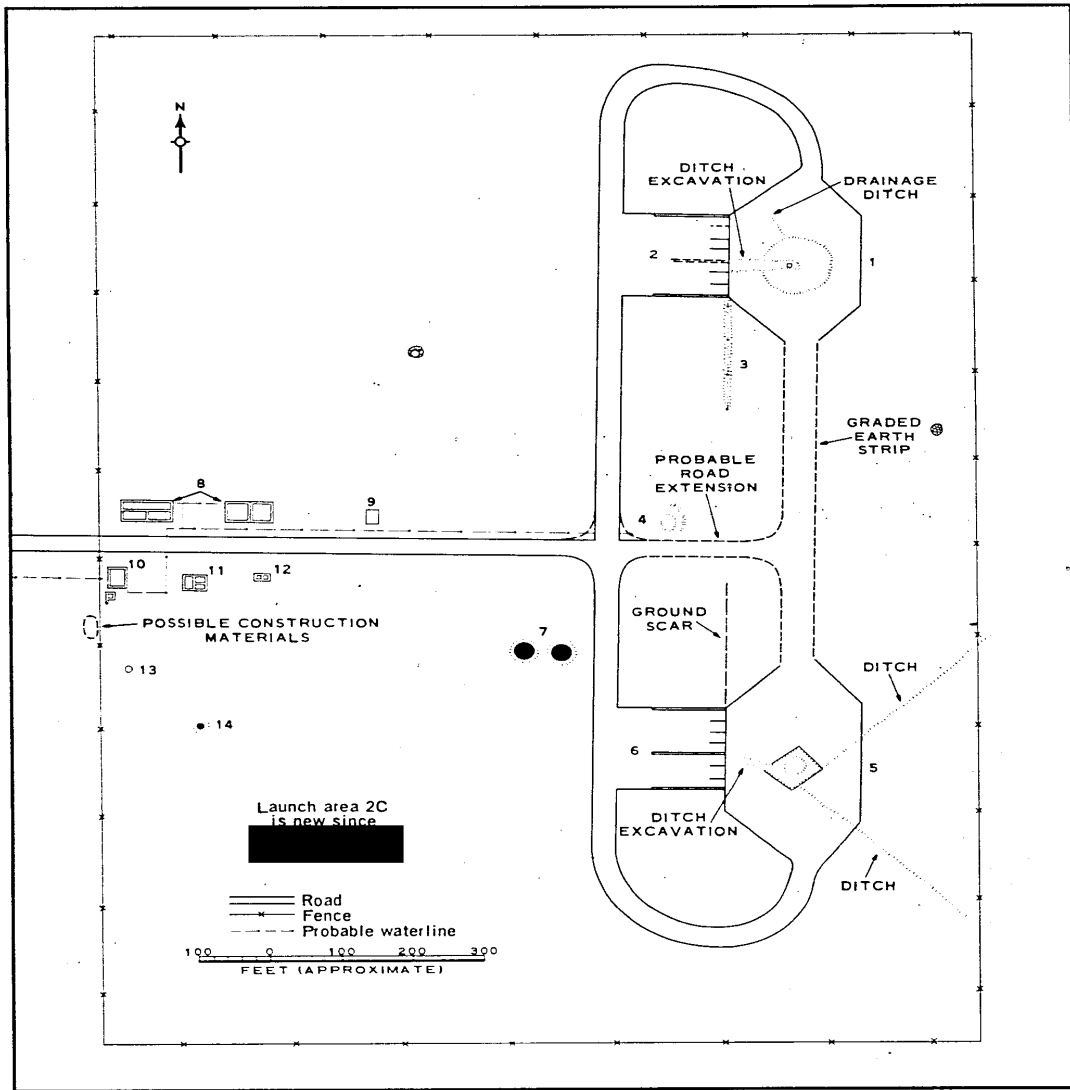 N
DITCH
EXCAVATION
DRAINAGE
DITCH
2
1
3
GRADED
EARTH
STRIP
PROBABLE
ROAD
EXTENSION
8
9
4
10
11
12
GROUND
SCAR
POSSIBLE CONSTRUCTION
MATERIALS
7
13
DITCH
14
6
5
Launch area 2C
is new since
DITCH
EXCAVATION
DITCH
Road
Fence
Probable waterline
100 0 100 200 300
FEET (APPROXIMATE)